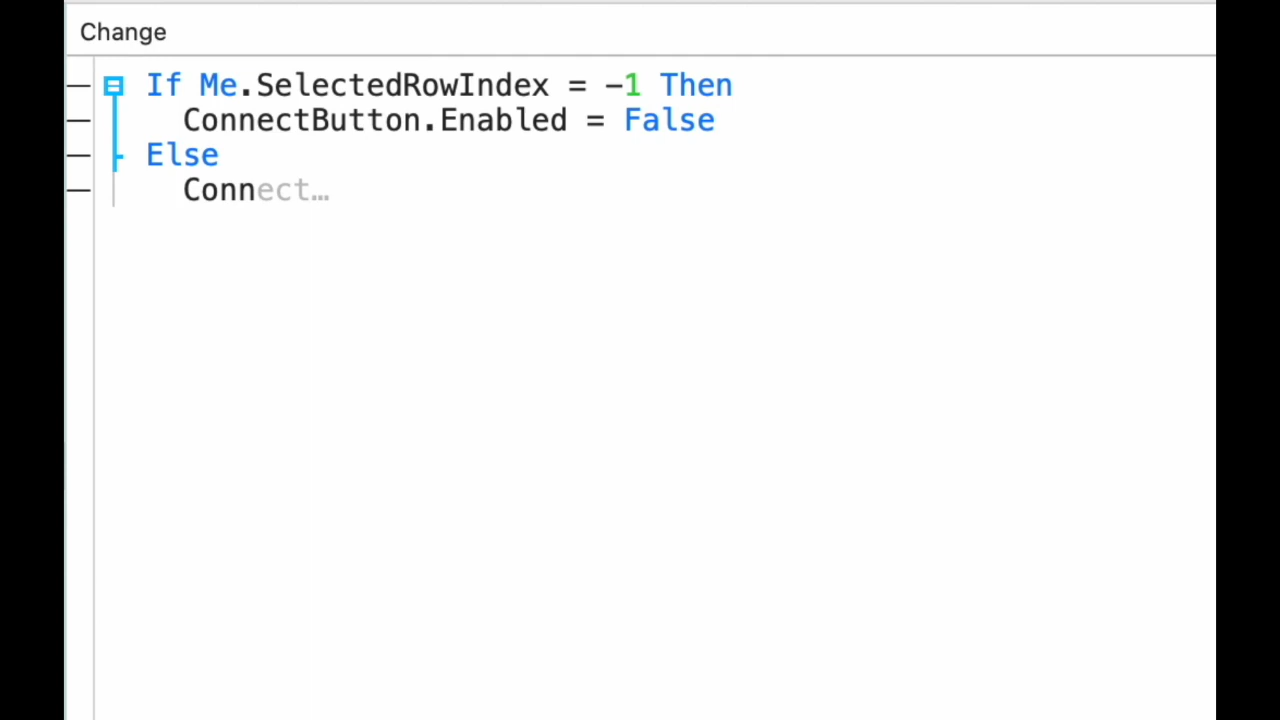 Change
If Me.SelectedRowIndex = -1 Then
ConnectButton.Enabled = False
Else
Connect…